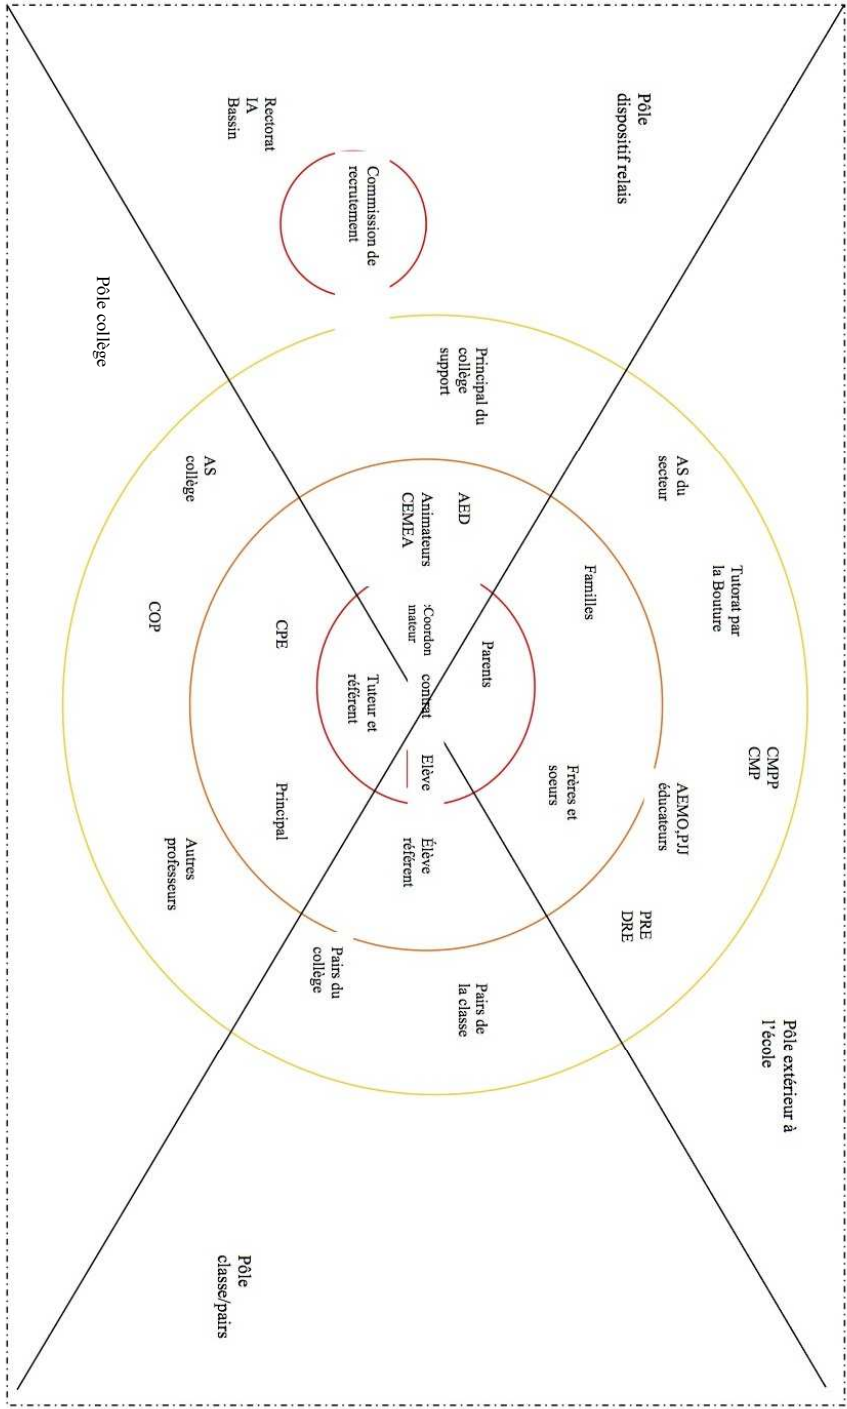 Pôle extérieur à
l'école
CMPP
CMP
Tutorat par
la Bouture
AS du
secteur
AEMO,PJJ
éducateurs
Pôle
dispositif relais
PRE
DRE
Familles
Frères et
soeurs
Parents
Principal du
collège
support
Pairs de
la classe
AED
Animateurs
CEMEA
:Coordon
mateur
contrat
Elève
Élève
référent
Commission de
recrutement
Tuteur et
référent
Pairs du
collège
CPE
Principal
Rectorat
IA
Bassin
Pôle
classe/pairs
AS
collège
Autres
professeurs
COP
Pôle collège